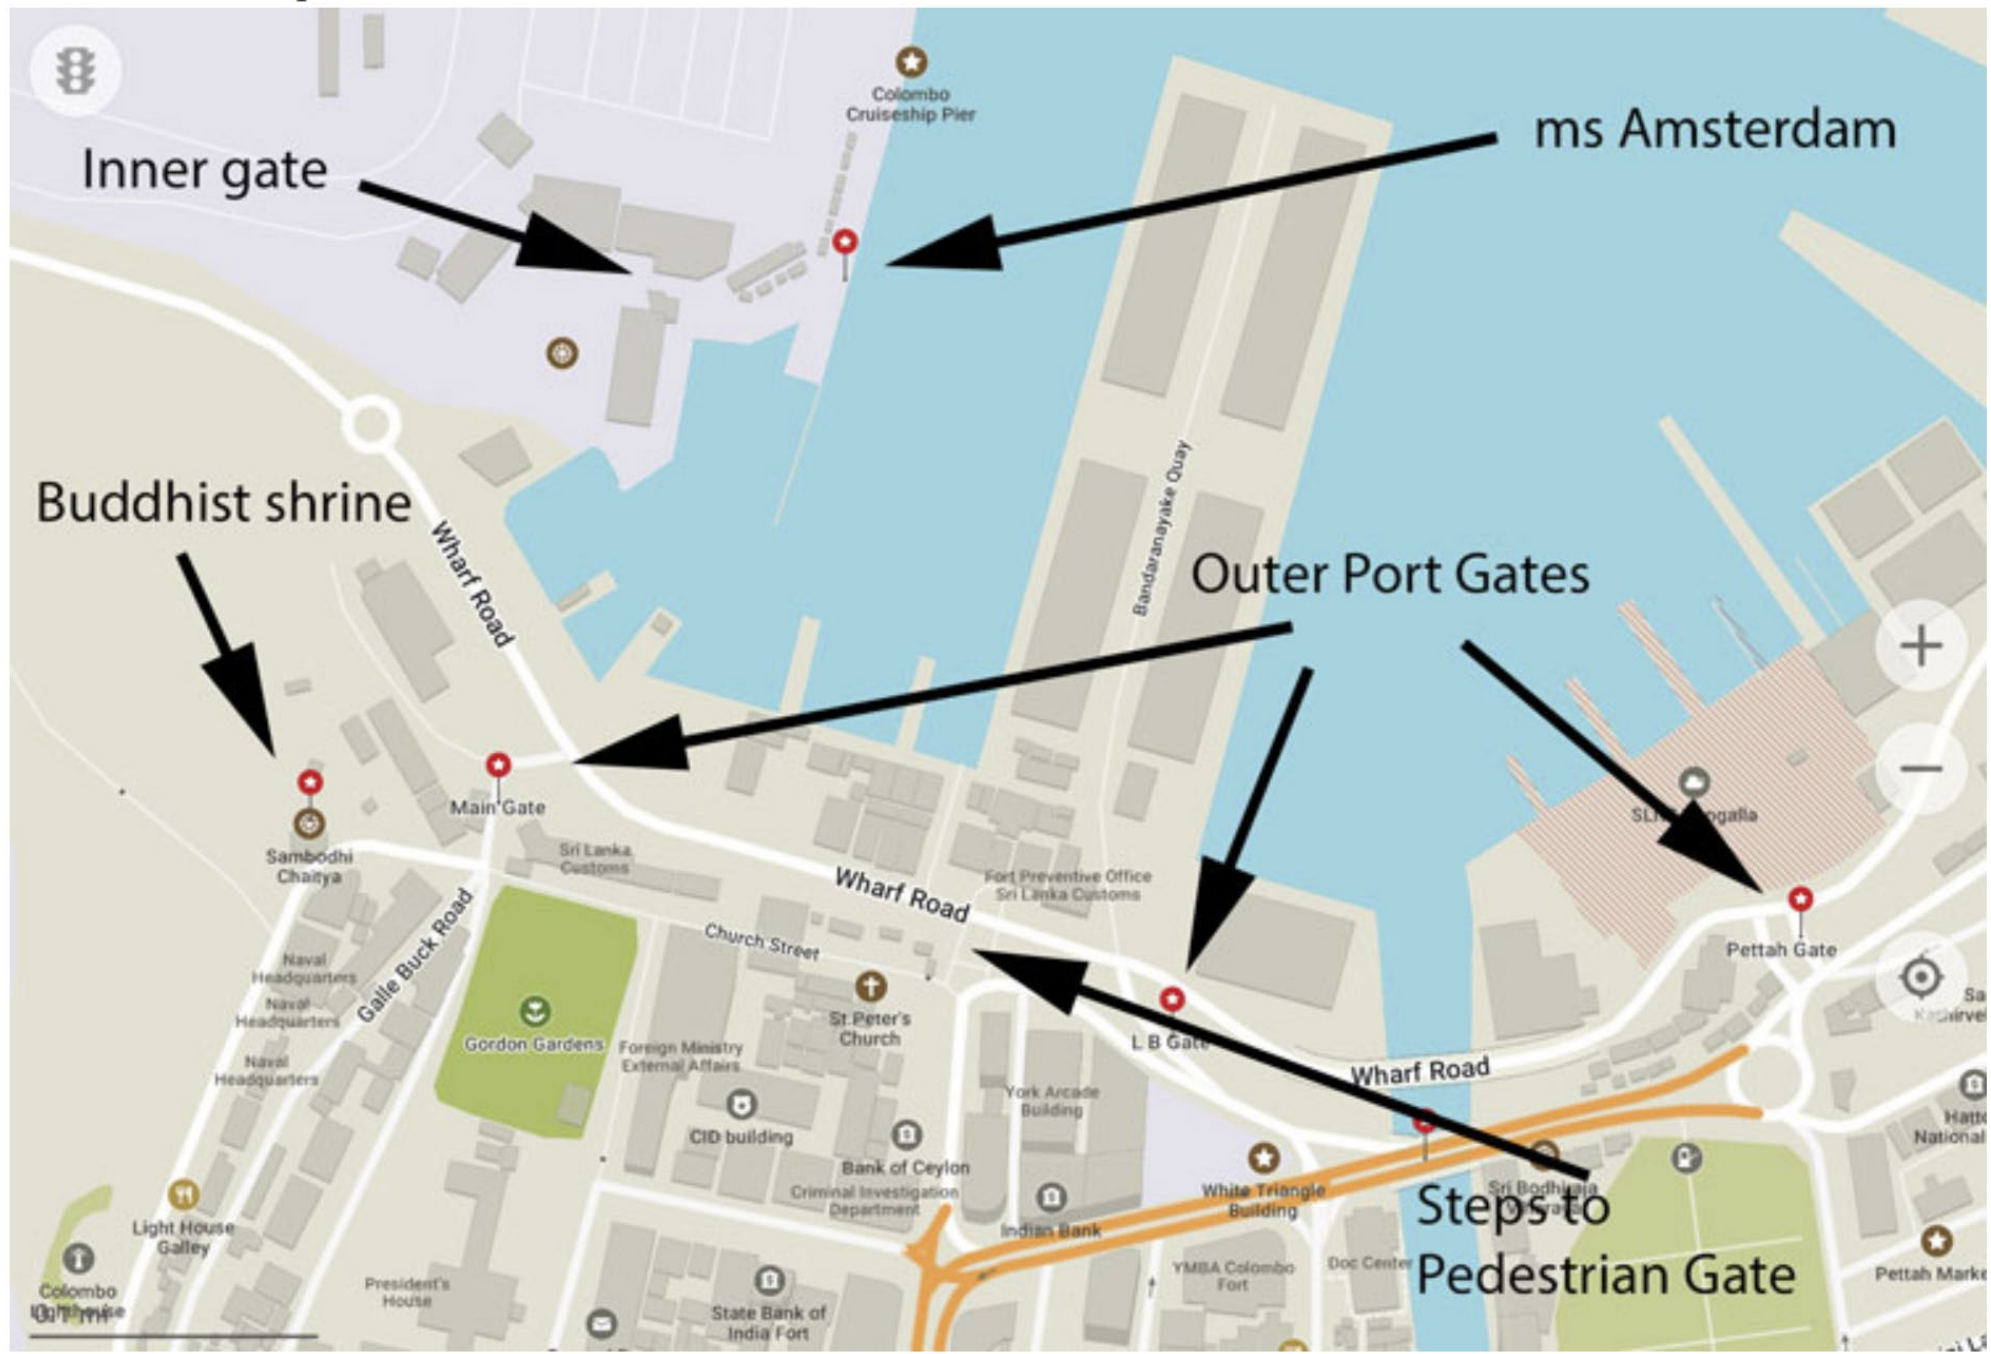 Colombo
Cruiseship Pier
ms Amsterdam
Inner gate
Buddhist shrine
Wharf Road
Bandaranayake Quay
Outer Port Gates
Main Gate
Sambodhi
Chaitya
Sri Lanka
Customs
Fort Preventive Office
Sri Lanka Customs
Wharf Road
Church Street
Galle Buck Road
Pettah Gate
Naval
Headquarters
Naval
Headquarters
Naval
Headquarters
Gordon Gardens
Foreign Ministry
External Affairs
St.Peter's
Church
L B Gate
Wharf Road
York Arcade
Building
CID building
Bank of Ceylon
Criminal Investigation
Department
Indian Bank
White Triangle
Building
Steps to
Pedestrian Gate
Light House
Galley
Colombo
Lighthouse
President's
House
State Bank of
India Fort
YMBA Colombo
Fort
Doc Center
National
Pettah Marke